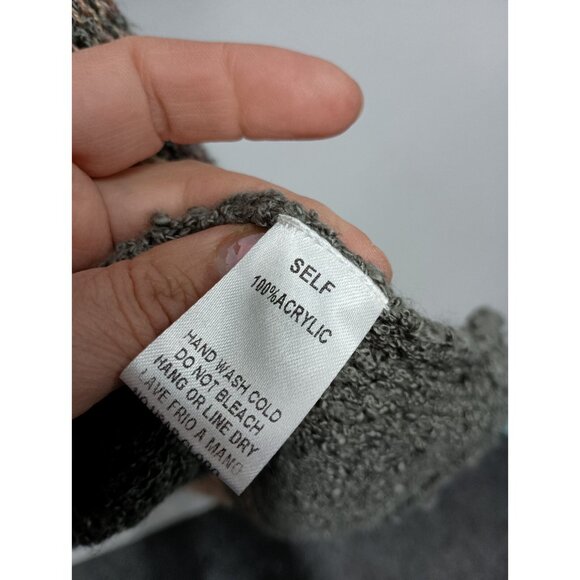 SELF
100%ACRYLIC
HAND WASH COLD
DO NOT BLEACH
HANG OR LINE DRY
LAVE FRIO A MANO